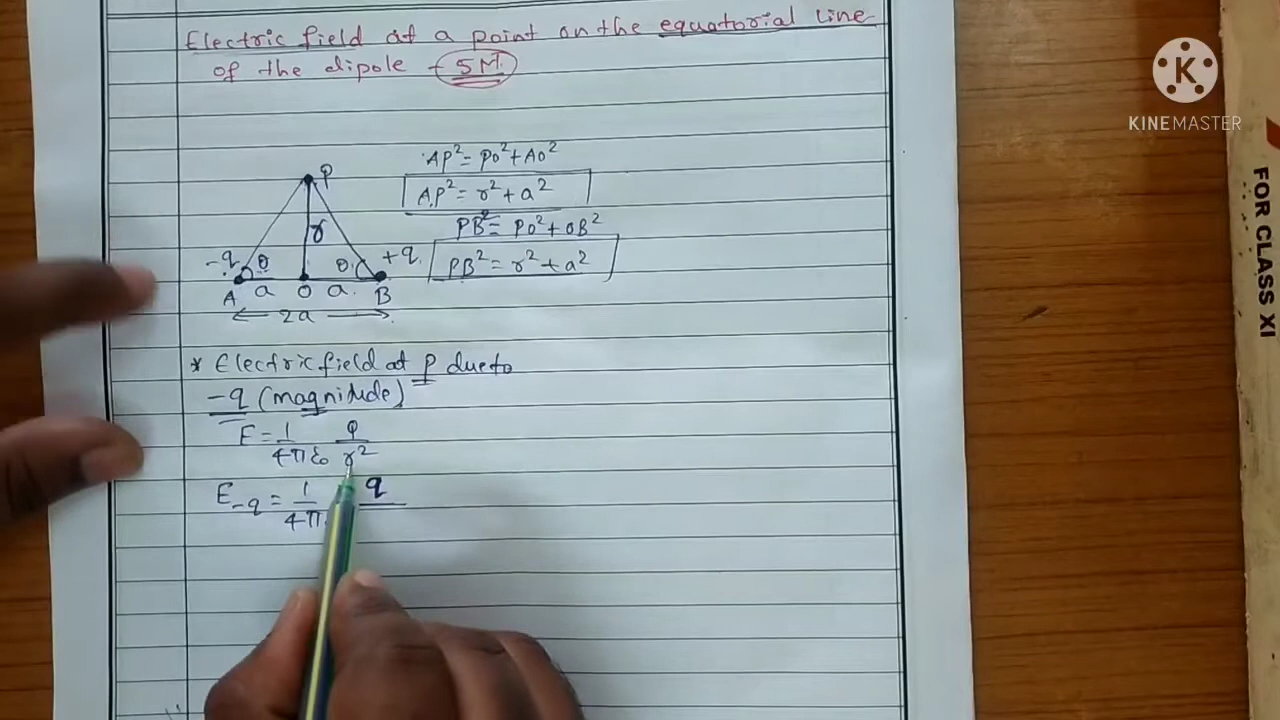 Electric field at a point on the equatorial line
of the dipole - 5M
K
KINEMASTER
FOR CLASS XI
P
AP² = PO² + AO²
AP² = r² + a²
PB² = PO² + OB²
PB² = r² + a²
r
-q θ θ +q
A a O a B
2a
* Electric field at P due to
-q (magnitude)
E = 1/4πε₀ q/r²
E-q = 1/4π q